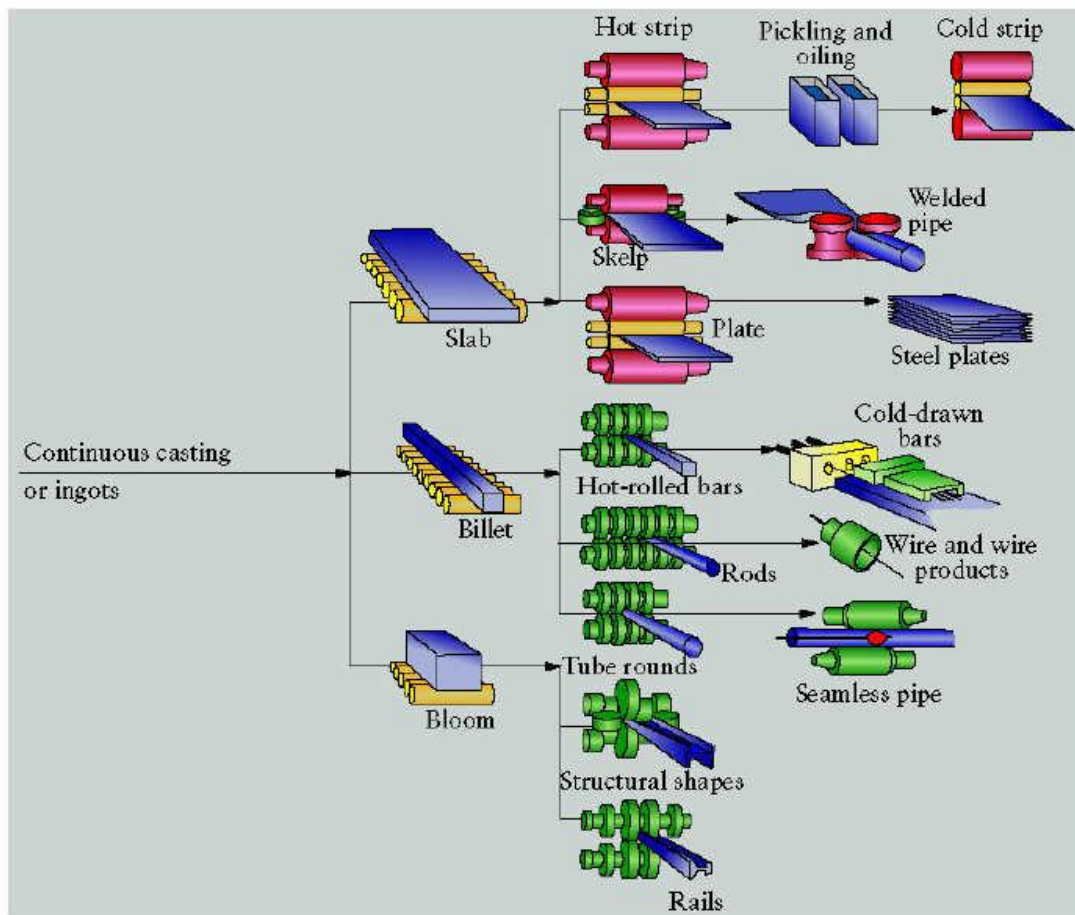 Hot strip
Pickling and
oiling
Cold strip
Skelp
Welded
pipe
Slab
Plate
Steel plates
Continuous casting
or ingots
Billet
Hot-rolled bars
Cold-drawn
bars
Rods
Wire and wire
products
Tube rounds
Seamless pipe
Bloom
Structural shapes
Rails